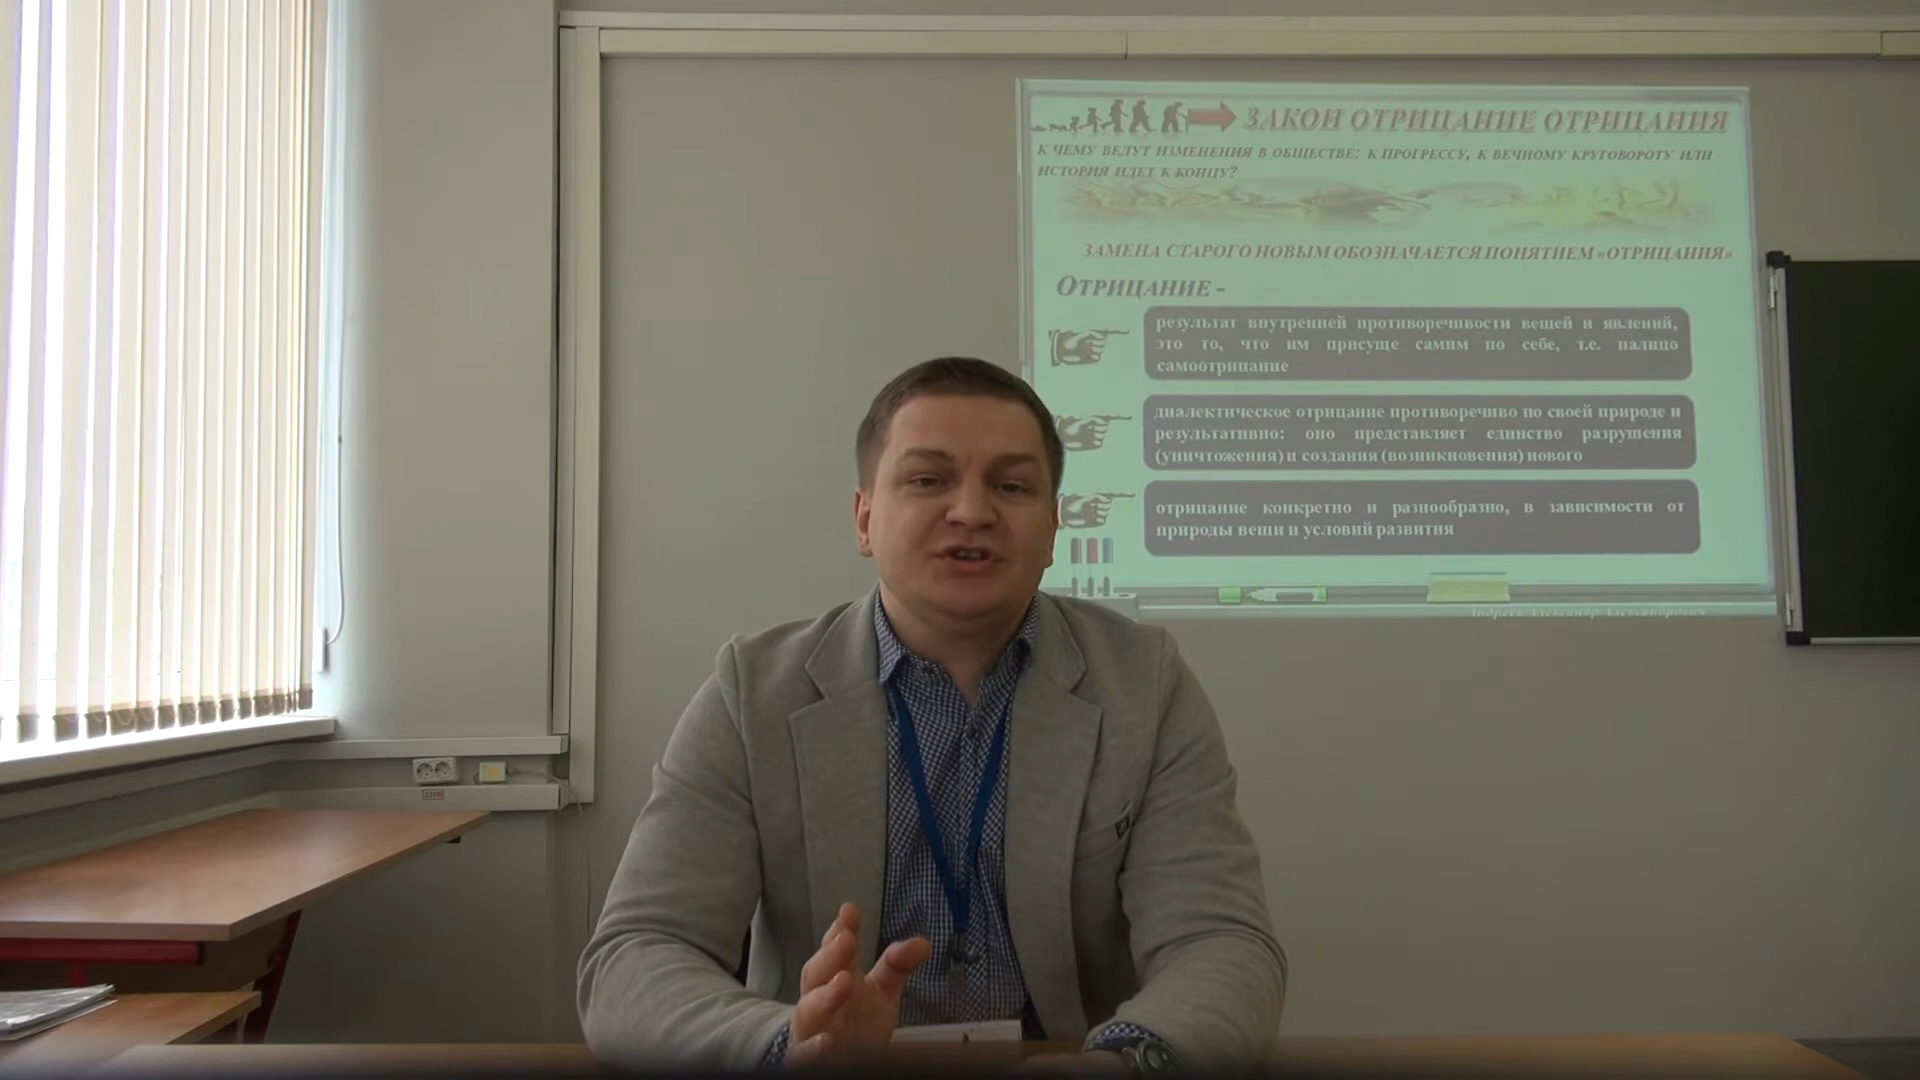 ЗАКОН ОТРИЦАНИЕ ОТРИЦАНИЯ
К ЧЕМУ ВЕДУТ ИЗМЕНЕНИЯ В ОБЩЕСТВЕ: К ПРОГРЕССУ, К ВЕЧНОМУ КРУГОВОРОТУ ИЛИ
ИСТОРИЯ ИДЕТ К КОНЦУ?
ЗАМЕНА СТАРОГО НОВЫМ ОБОЗНАЧАЕТСЯ ПОНЯТИЕМ «ОТРИЦАНИЯ»
ОТРИЦАНИЕ -
результат внутренней противоречивости вещей и явлений,
это то, что им присуще самим по себе, т.е. налицо
самоотрицание
диалектическое отрицание противоречиво по своей природе и
результативно: оно представляет единство разрушения
(уничтожения) и создания (возникновения) нового
отрицание конкретно и разнообразно, в зависимости от
природы вещи и условий развития
220В